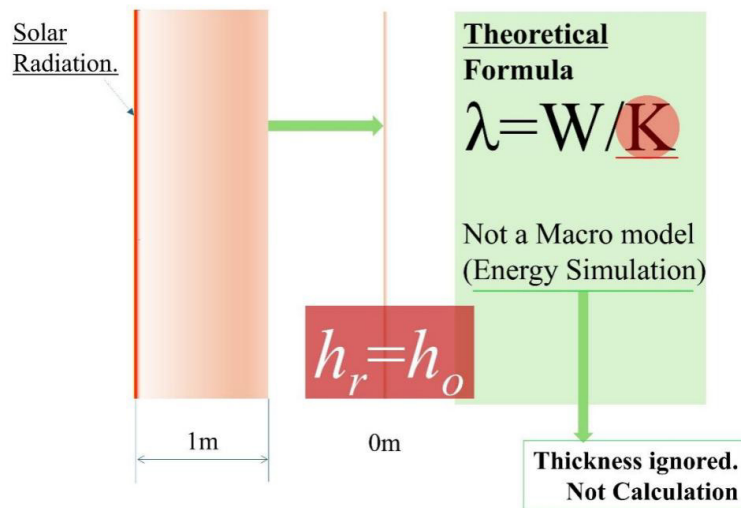 Solar
Radiation.
Theoretical
Formula
λ=W/K
Not a Macro model
(Energy Simulation)
hᵣ=hₒ
1m
0m
Thickness ignored.
Not Calculation